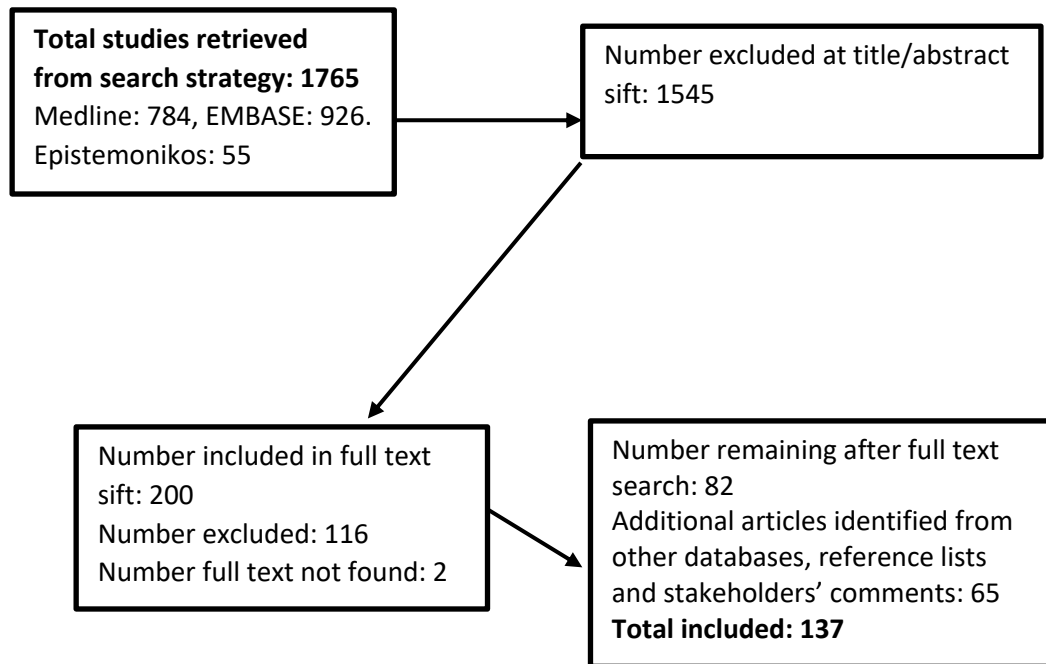 Total studies retrieved
from search strategy: 1765
Medline: 784, EMBASE: 926.
Epistemonikos: 55
Number excluded at title/abstract
sift: 1545
Number included in full text
sift: 200
Number excluded: 116
Number full text not found: 2
Number remaining after full text
search: 82
Additional articles identified from
other databases, reference lists
and stakeholders’ comments: 65
Total included: 137